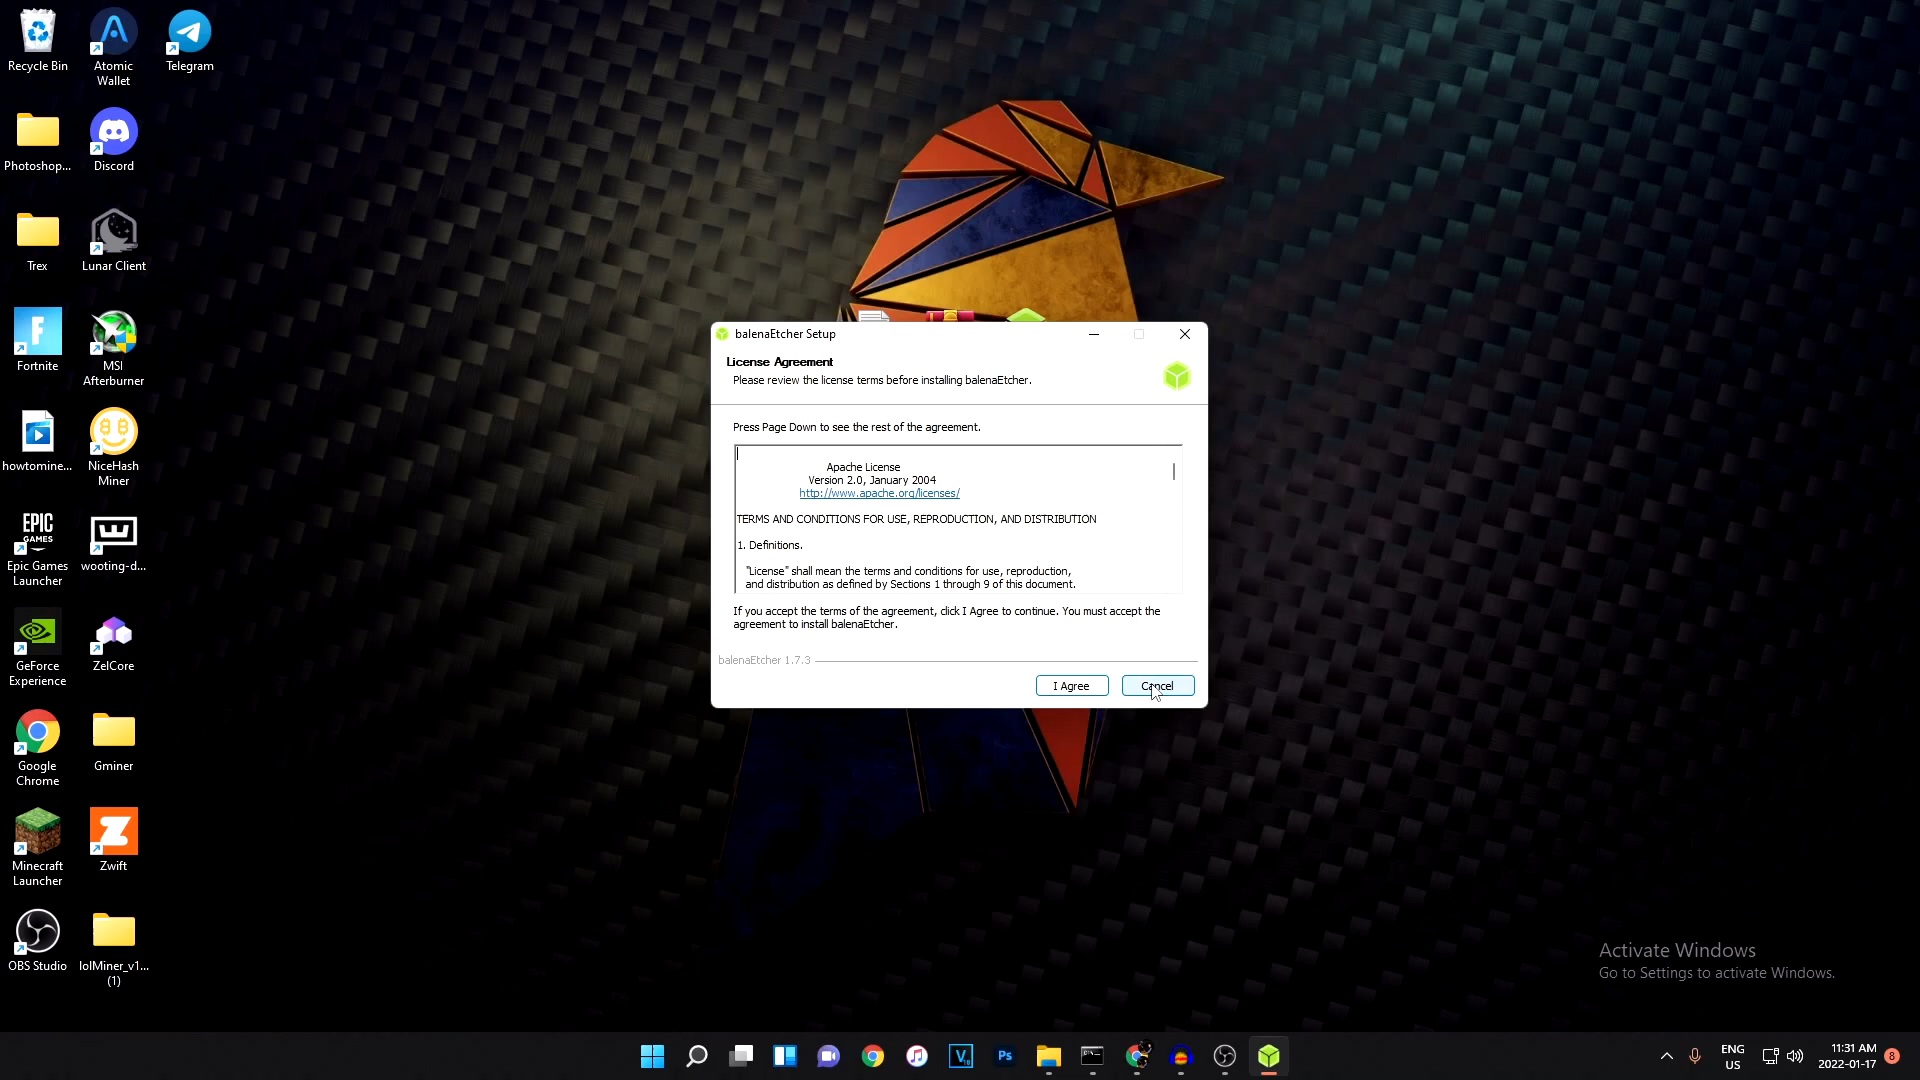 Recycle Bin
Atomic
Wallet
Telegram
Photoshop...
Discord
Trex
Lunar Client
F
Fortnite
MSI
Afterburner
howtomine...
NiceHash
Miner
EPIC
GAMES
Epic Games
Launcher
wooting-d...
GeForce
Experience
ZelCore
Google
Chrome
Gminer
Minecraft
Launcher
Zwift
OBS Studio
lolMiner_v1...
(1)
balenaEtcher Setup
License Agreement
Please review the license terms before installing balenaEtcher.
Press Page Down to see the rest of the agreement.
Apache License
Version 2.0, January 2004
http://www.apache.org/licenses/
TERMS AND CONDITIONS FOR USE, REPRODUCTION, AND DISTRIBUTION
1. Definitions.
"License" shall mean the terms and conditions for use, reproduction,
and distribution as defined by Sections 1 through 9 of this document.
If you accept the terms of the agreement, click I Agree to continue. You must accept the
agreement to install balenaEtcher.
balenaEtcher 1.7.3
I Agree
Cancel
Activate Windows
Go to Settings to activate Windows.
Ps
ENG
US
11:31 AM
2022-01-17
8